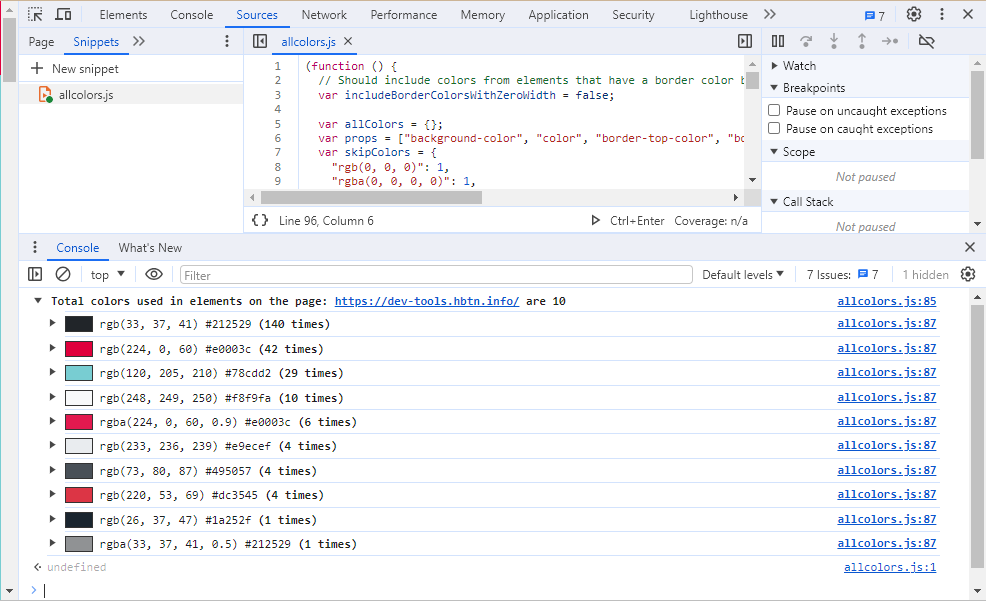 Elements Console Sources Network Performance Memory Application Security Lighthouse 7
Page Snippets allcolors.js
New snippet
allcolors.js
1 (function () {
2 // Should include colors from elements that have a border color b
3 var includeBorderColorsWithZeroWidth = false;
4
5 var allColors = {};
6 var props = ["background-color", "color", "border-top-color", "bo
7 var skipColors = {
8 "rgb(0, 0, 0)": 1,
9 "rgba(0, 0, 0, 0)": 1,
{} Line 96, Column 6 Ctrl+Enter Coverage: n/a
Watch
Breakpoints
Pause on uncaught exceptions
Pause on caught exceptions
Scope
Not paused
Call Stack
Not paused
Console What's New
top Filter Default levels 7 Issues: 7 1 hidden
Total colors used in elements on the page: https://dev-tools.hbtn.info/ are 10 allcolors.js:85
rgb(33, 37, 41) #212529 (140 times) allcolors.js:87
rgb(224, 0, 60) #e0003c (42 times) allcolors.js:87
rgb(120, 205, 210) #78cdd2 (29 times) allcolors.js:87
rgb(248, 249, 250) #f8f9fa (10 times) allcolors.js:87
rgba(224, 0, 60, 0.9) #e0003c (6 times) allcolors.js:87
rgb(233, 236, 239) #e9ecef (4 times) allcolors.js:87
rgb(73, 80, 87) #495057 (4 times) allcolors.js:87
rgb(220, 53, 69) #dc3545 (4 times) allcolors.js:87
rgb(26, 37, 47) #1a252f (1 times) allcolors.js:87
rgba(33, 37, 41, 0.5) #212529 (1 times) allcolors.js:87
undefined allcolors.js:1